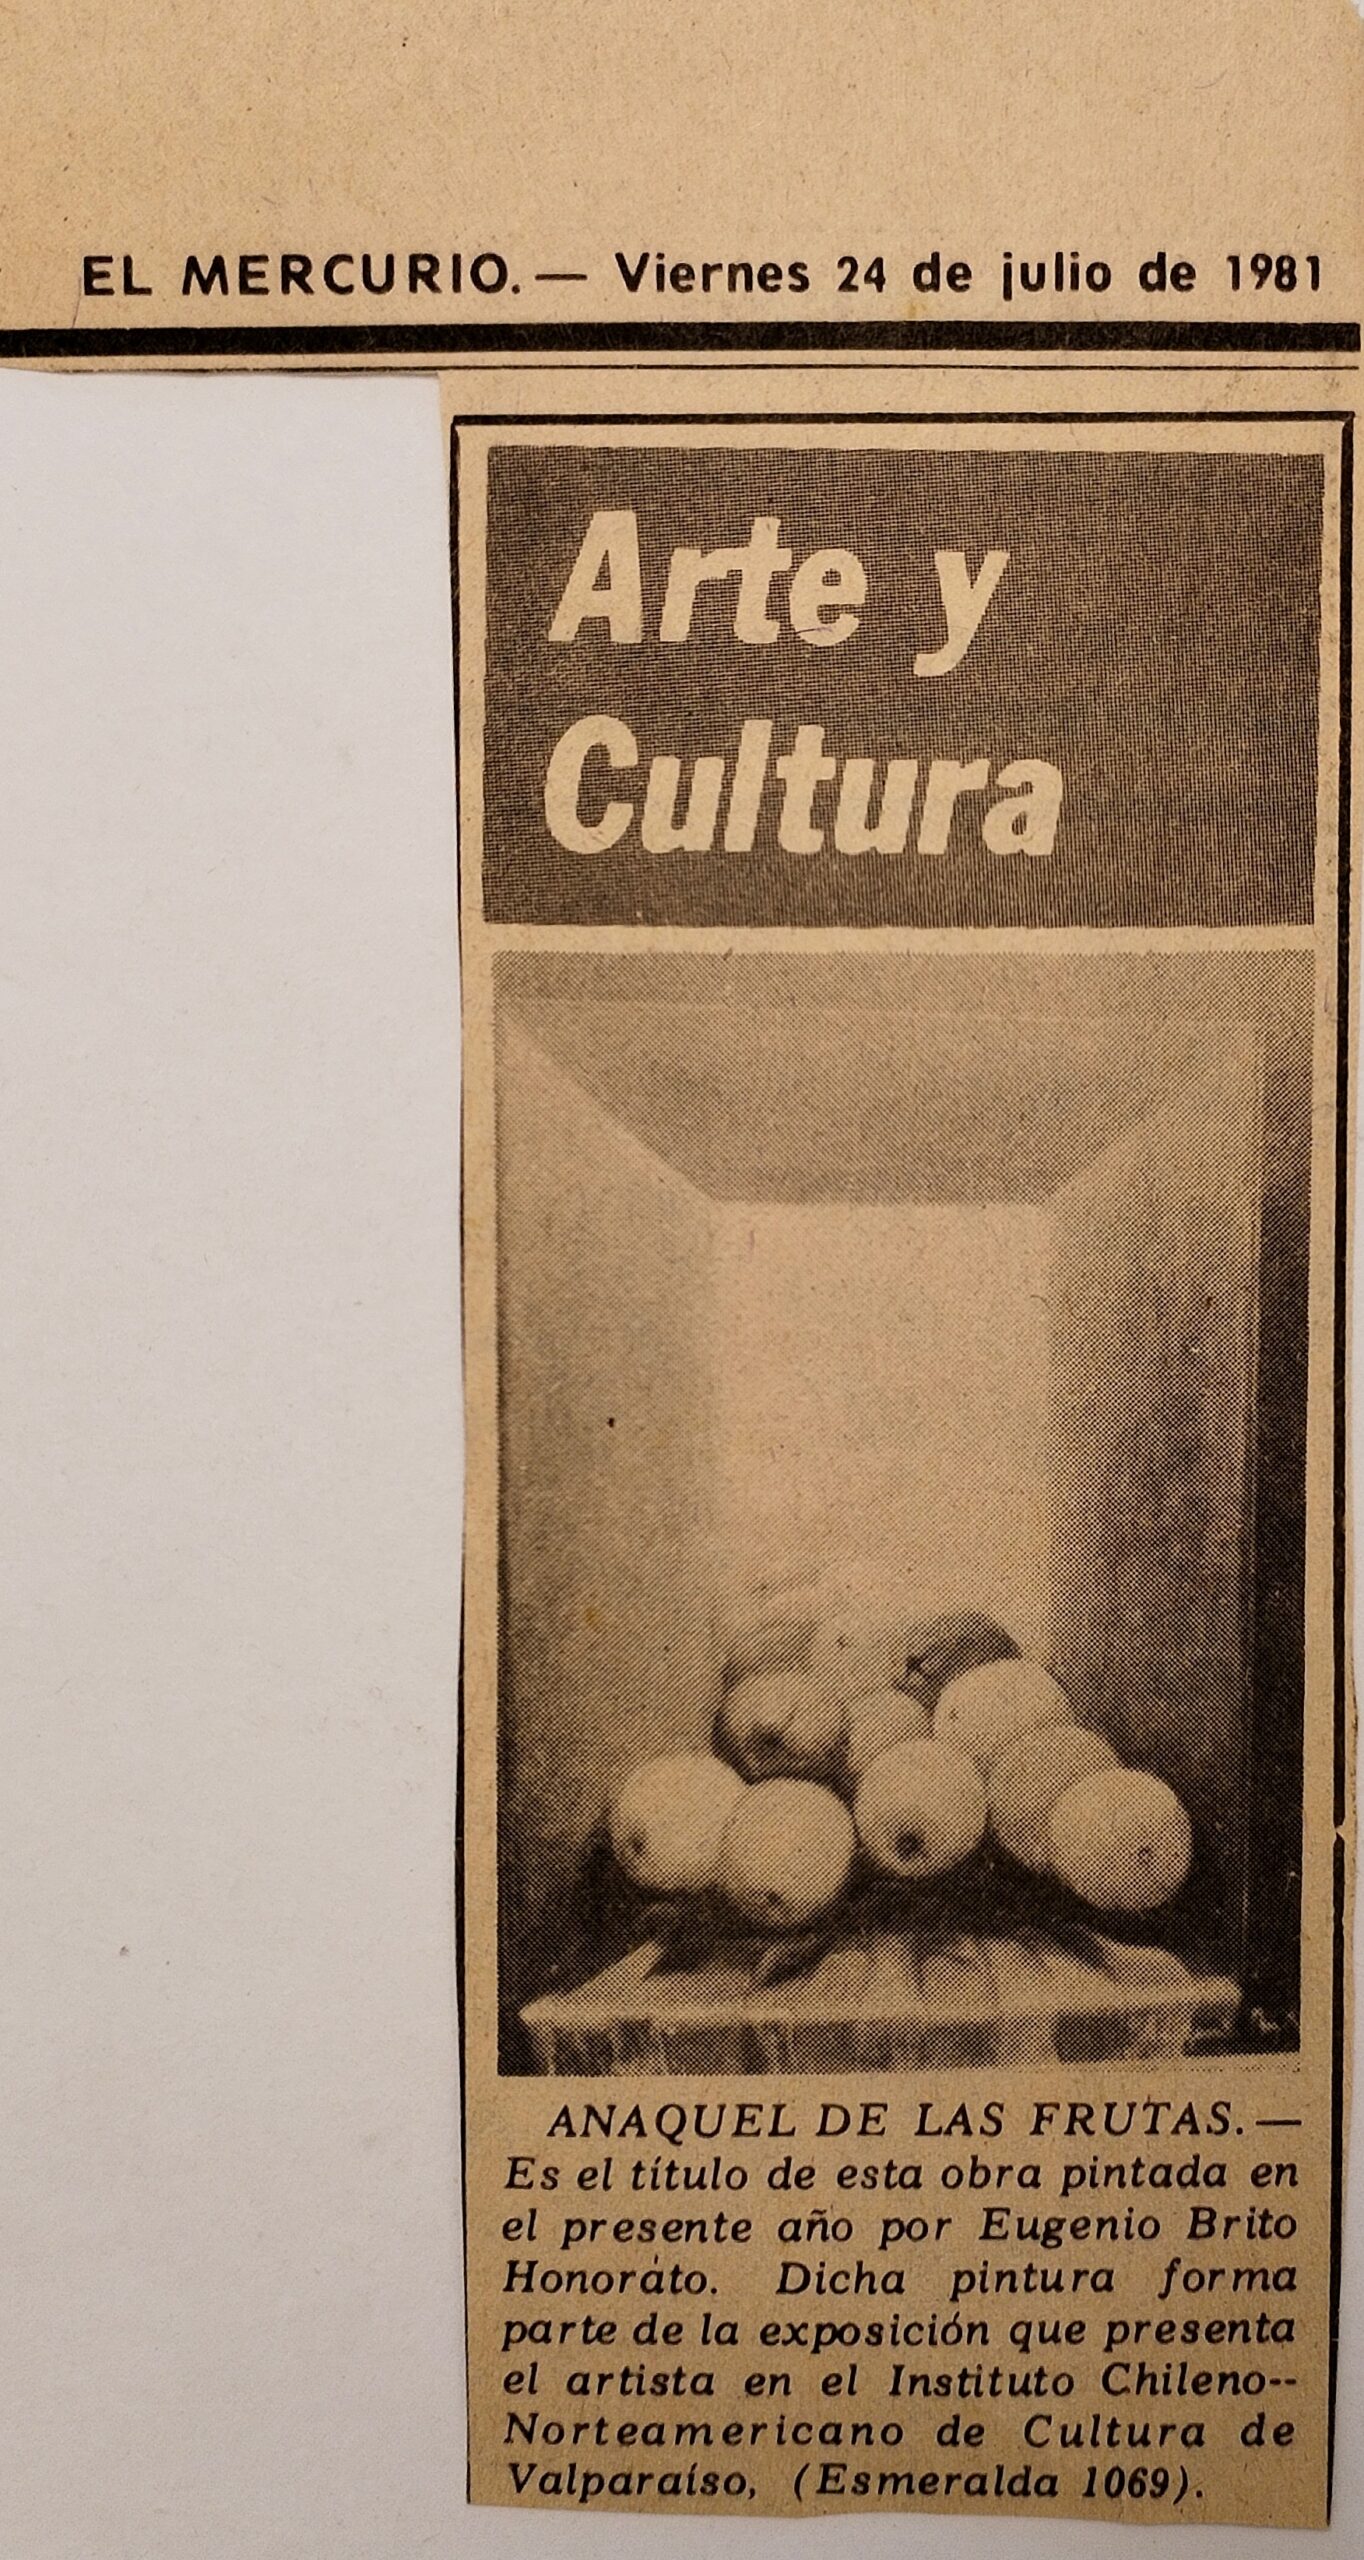 EL MERCURIO.— Viernes 24 de julio de 1981
Arte y
Cultura
ANAQUEL DE LAS FRUTAS.—
Es el título de esta obra pintada en
el presente año por Eugenio Brito
Honorato. Dicha pintura forma
parte de la exposición que presenta
el artista en el Instituto Chileno--
Norteamericano de Cultura de
Valparaíso, (Esmeralda 1069).